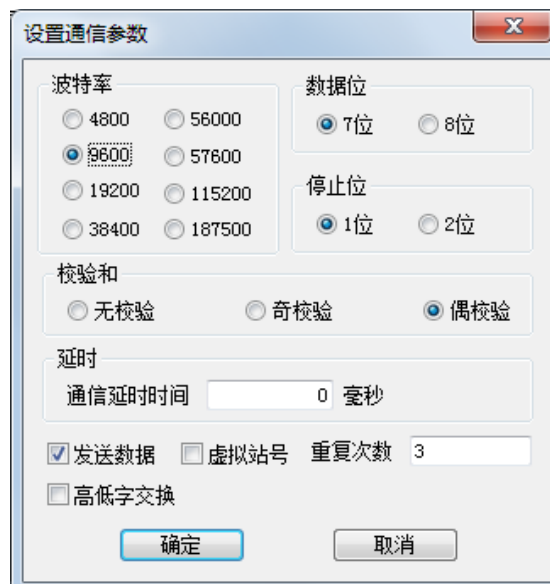 设置通信参数
波特率
4800 56000
9600 57600
19200 115200
38400 187500
数据位
7位 8位
停止位
1位 2位
校验和
无校验 奇校验 偶校验
延时
通信延时时间 0 毫秒
发送数据 虚拟站号 重复次数 3
高低字交换
确定 取消